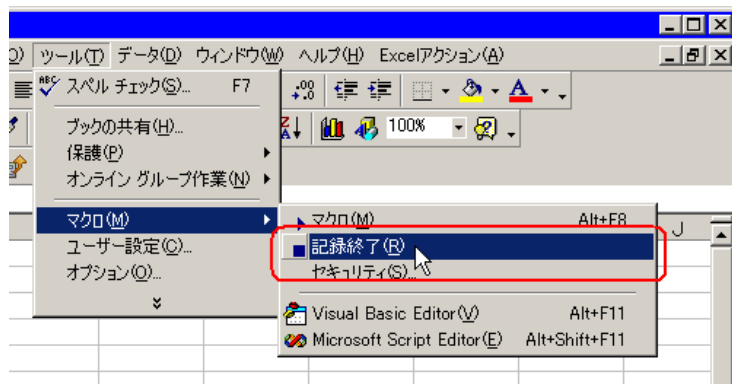 O) ツール(T) データ(D) ウィンドウ(W) ヘルプ(H) Excelアクション(A)
ABC スペル チェック(S)... F7
ブックの共有(H)...
100%
保護(P)
オンライン グループ作業(N)
マクロ(M)
マクロ(M) Alt+F8
J
ユーザー設定(C)...
記録終了(R)
オプション(O)...
セキュリティ(S)...
Visual Basic Editor(V) Alt+F11
Microsoft Script Editor(E) Alt+Shift+F11